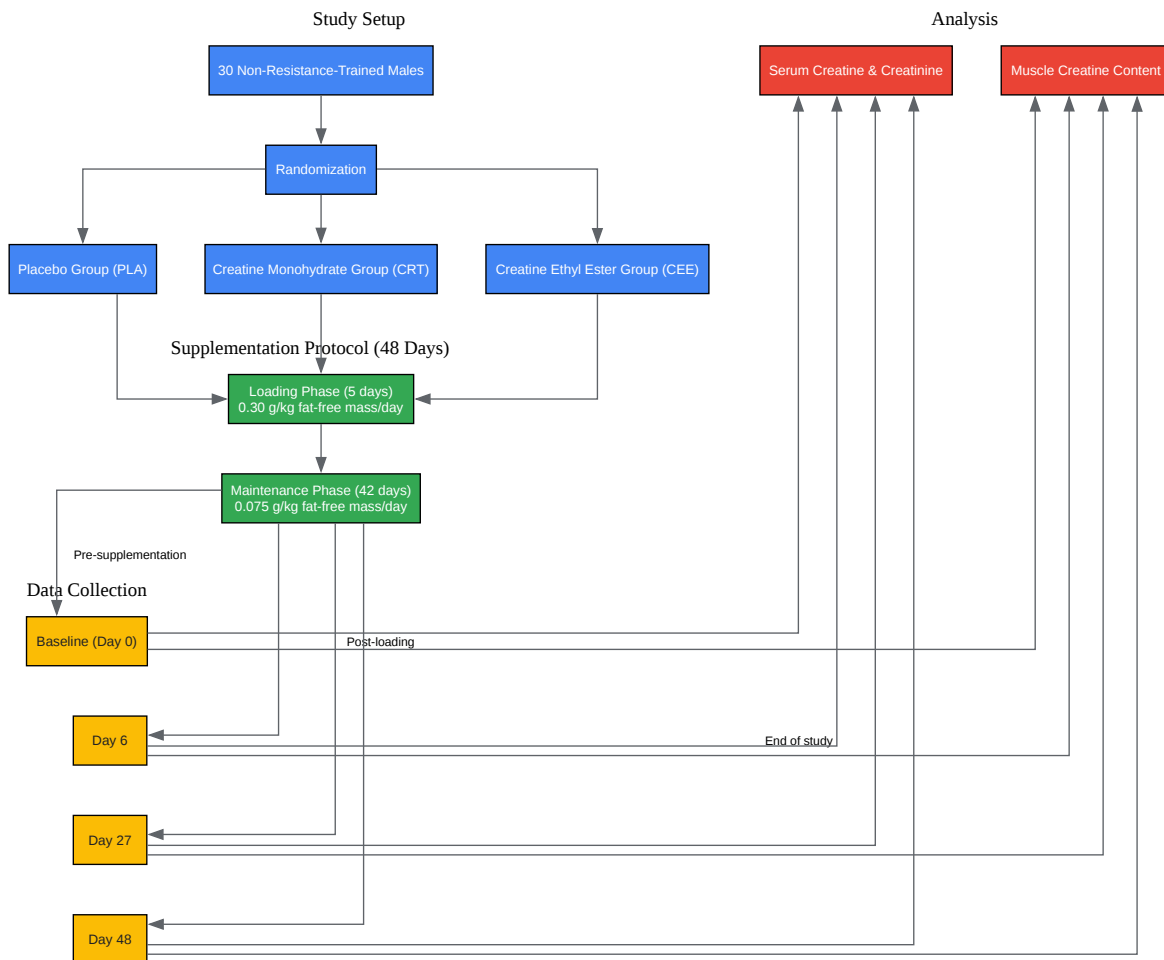 Study Setup
Analysis
30 Non-Resistance-Trained Males
Serum Creatine & Creatinine
Muscle Creatine Content
Randomization
Placebo Group (PLA)
Creatine Monohydrate Group (CRT)
Creatine Ethyl Ester Group (CEE)
Supplementation Protocol (48 Days)
Loading Phase (5 days)
0.30 g/kg fat-free mass/day
Maintenance Phase (42 days)
0.075 g/kg fat-free mass/day
Pre-supplementation
Data Collection
Baseline (Day 0)
Post-loading
Day 6
End of study
Day 27
Day 48